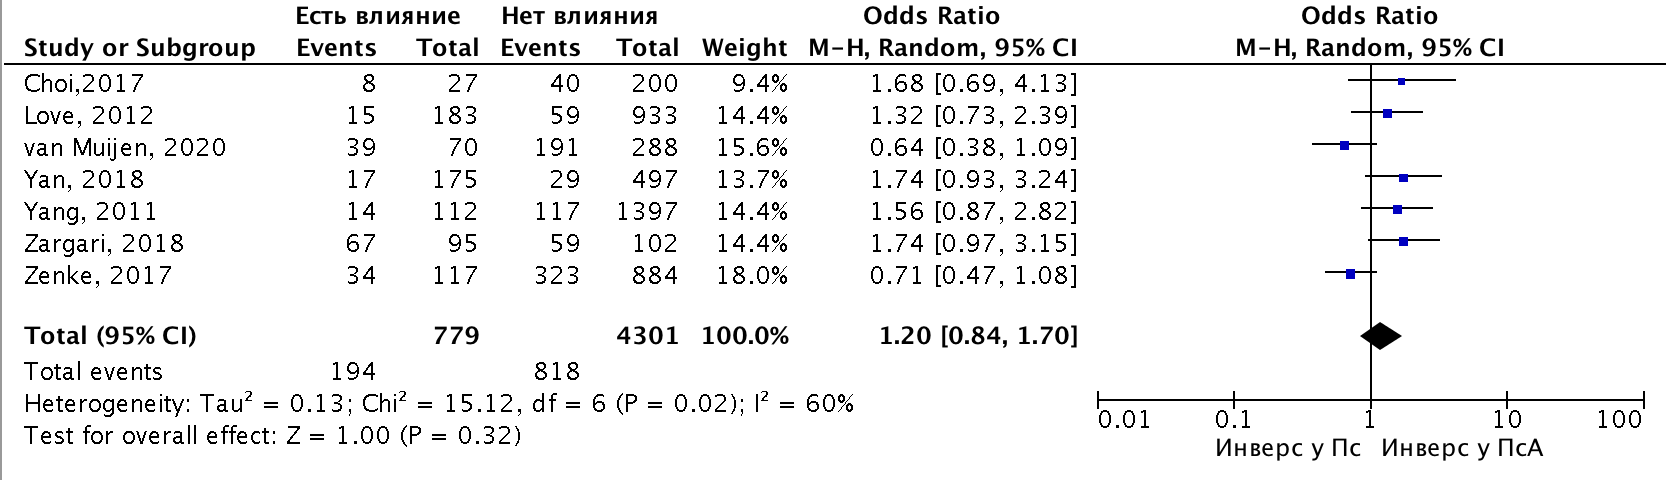 Есть влияние Нет влияния Odds Ratio Odds Ratio
Study or Subgroup Events Total Events Total Weight M-H, Random, 95% CI M-H, Random, 95% CI
Choi,2017 8 27 40 200 9.4% 1.68 [0.69, 4.13]
Love, 2012 15 183 59 933 14.4% 1.32 [0.73, 2.39]
van Muijen, 2020 39 70 191 288 15.6% 0.64 [0.38, 1.09]
Yan, 2018 17 175 29 497 13.7% 1.74 [0.93, 3.24]
Yang, 2011 14 112 117 1397 14.4% 1.56 [0.87, 2.82]
Zargari, 2018 67 95 59 102 14.4% 1.74 [0.97, 3.15]
Zenke, 2017 34 117 323 884 18.0% 0.71 [0.47, 1.08]
Total (95% CI) 779 4301 100.0% 1.20 [0.84, 1.70]
Total events 194 818
Heterogeneity: Tau² = 0.13; Chi² = 15.12, df = 6 (P = 0.02); I² = 60%
Test for overall effect: Z = 1.00 (P = 0.32)
0.01 0.1 1 10 100
Инверс у Пс Инверс у ПсА